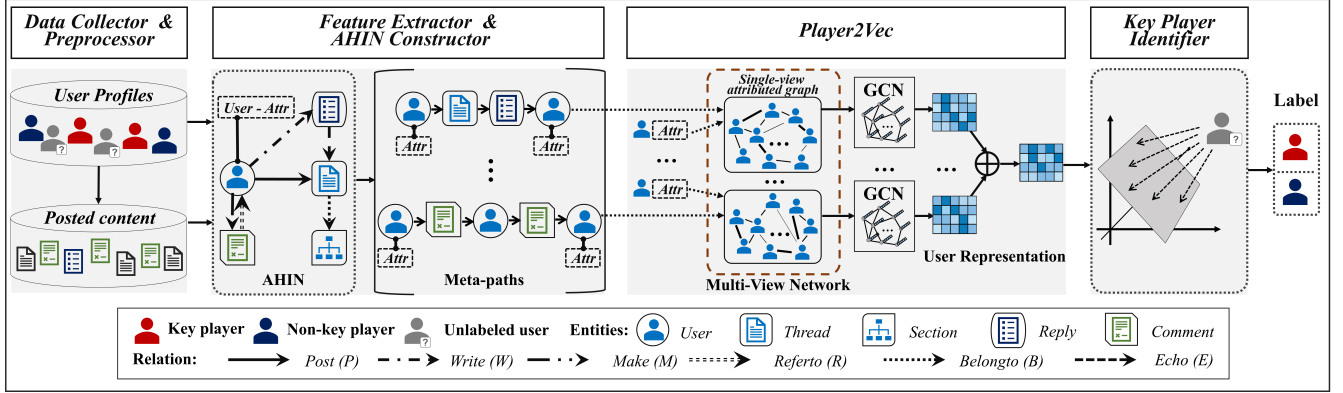 Data Collector &
Preprocessor
Feature Extractor &
AHIN Constructor
Player2Vec
Key Player
Identifier
User Profiles
?
?
Posted content
User - Attr
AHIN
Attr
Attr
...
Attr
Attr
Meta-paths
Attr
...
Attr
Single-view
attributed graph
...
...
...
Multi-View Network
GCN
...
...
GCN
...
...
User Representation
?
Label
Key player
Non-key player
?
Unlabeled user
Entities:
User
Thread
Section
Reply
Comment
Relation:
Post (P)
Write (W)
Make (M)
Referto (R)
Belongto (B)
Echo (E)